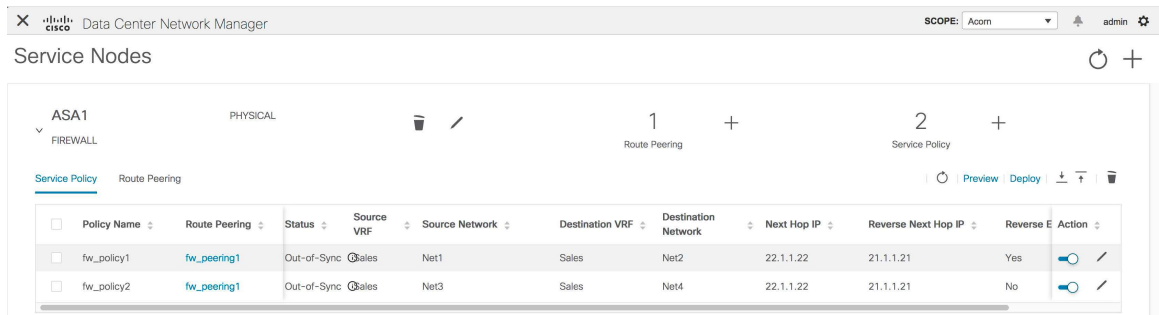 cisco Data Center Network Manager SCOPE: Acorn admin
Service Nodes
ASA1 PHYSICAL 1 2
FIREWALL Route Peering Service Policy
Service Policy Route Peering Preview Deploy
Policy Name Route Peering Status Source VRF Source Network Destination VRF Destination Network Next Hop IP Reverse Next Hop IP Reverse E Action
fw_policy1 fw_peering1 Out-of-Sync Sales Net1 Sales Net2 22.1.1.22 21.1.1.21 Yes
fw_policy2 fw_peering1 Out-of-Sync Sales Net3 Sales Net4 22.1.1.22 21.1.1.21 No